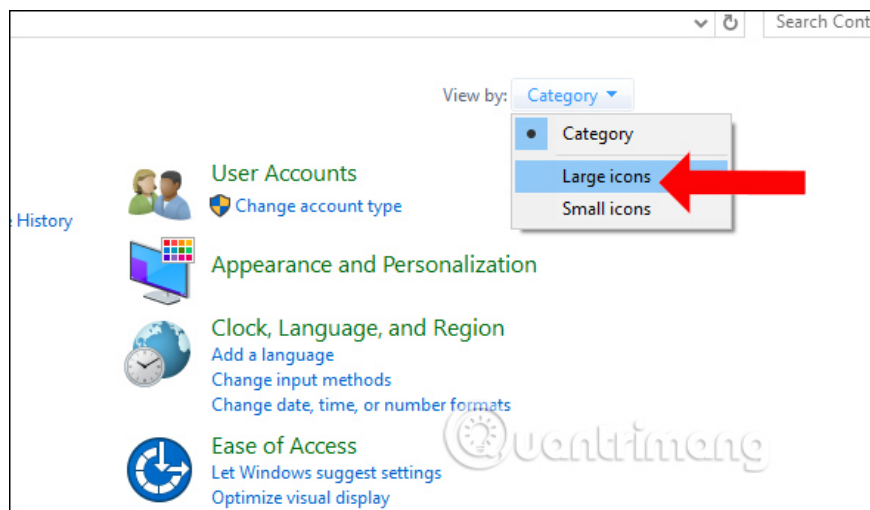 Search Cont
View by: Category
Category
Large icons
Small icons
User Accounts
Change account type
History
Appearance and Personalization
Clock, Language, and Region
Add a language
Change input methods
Change date, time, or number formats
Ease of Access
Let Windows suggest settings
Optimize visual display
Quantrimang